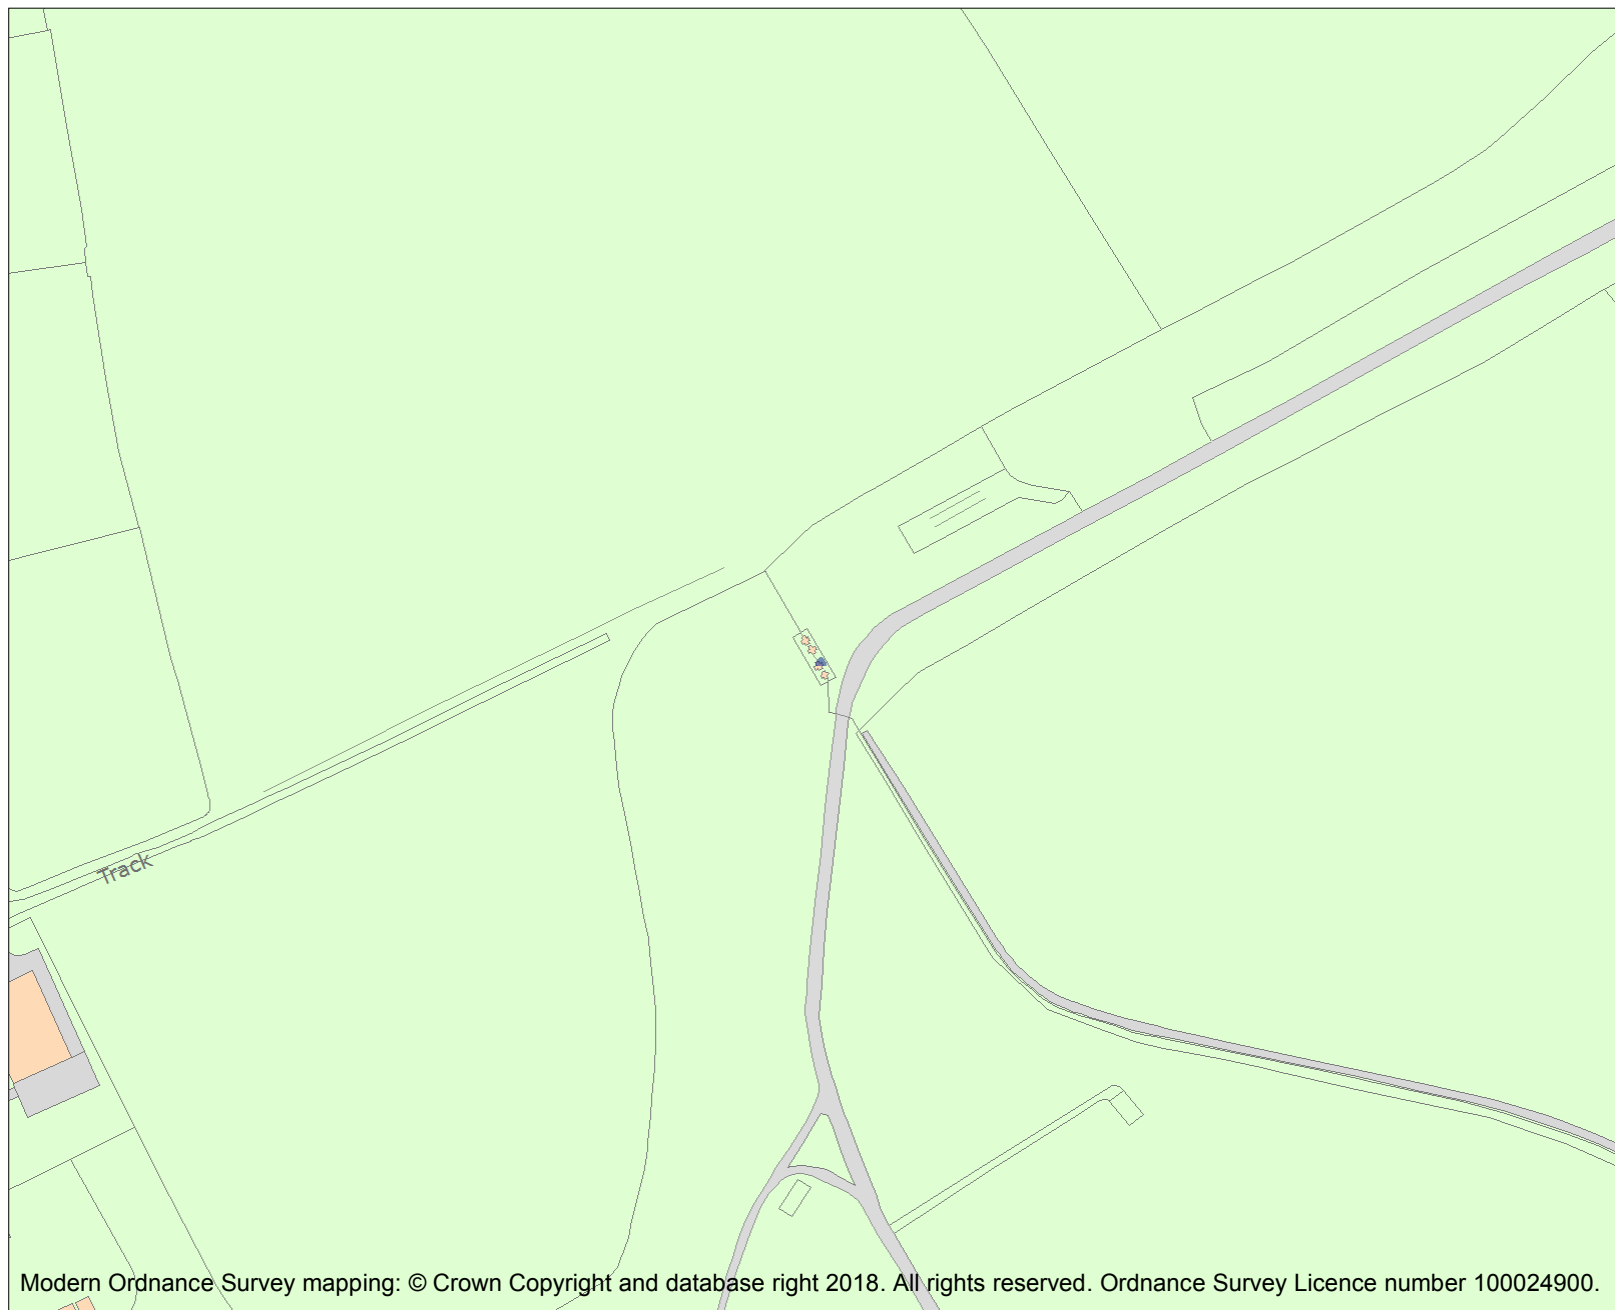 Track
Modern Ordnance Survey mapping: © Crown Copyright and database right 2018. All rights reserved. Ordnance Survey Licence number 100024900.